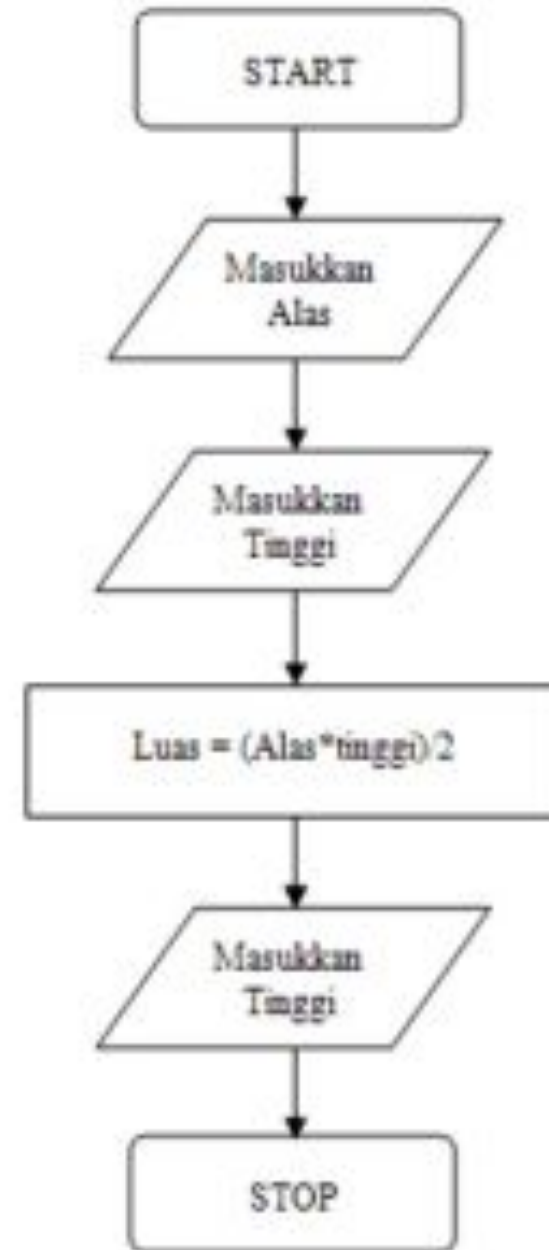 START
Masukkan
Alas
Masukkan
Tinggi
Luas = (Alas*tinggi)/2
Masukkan
Tinggi
STOP